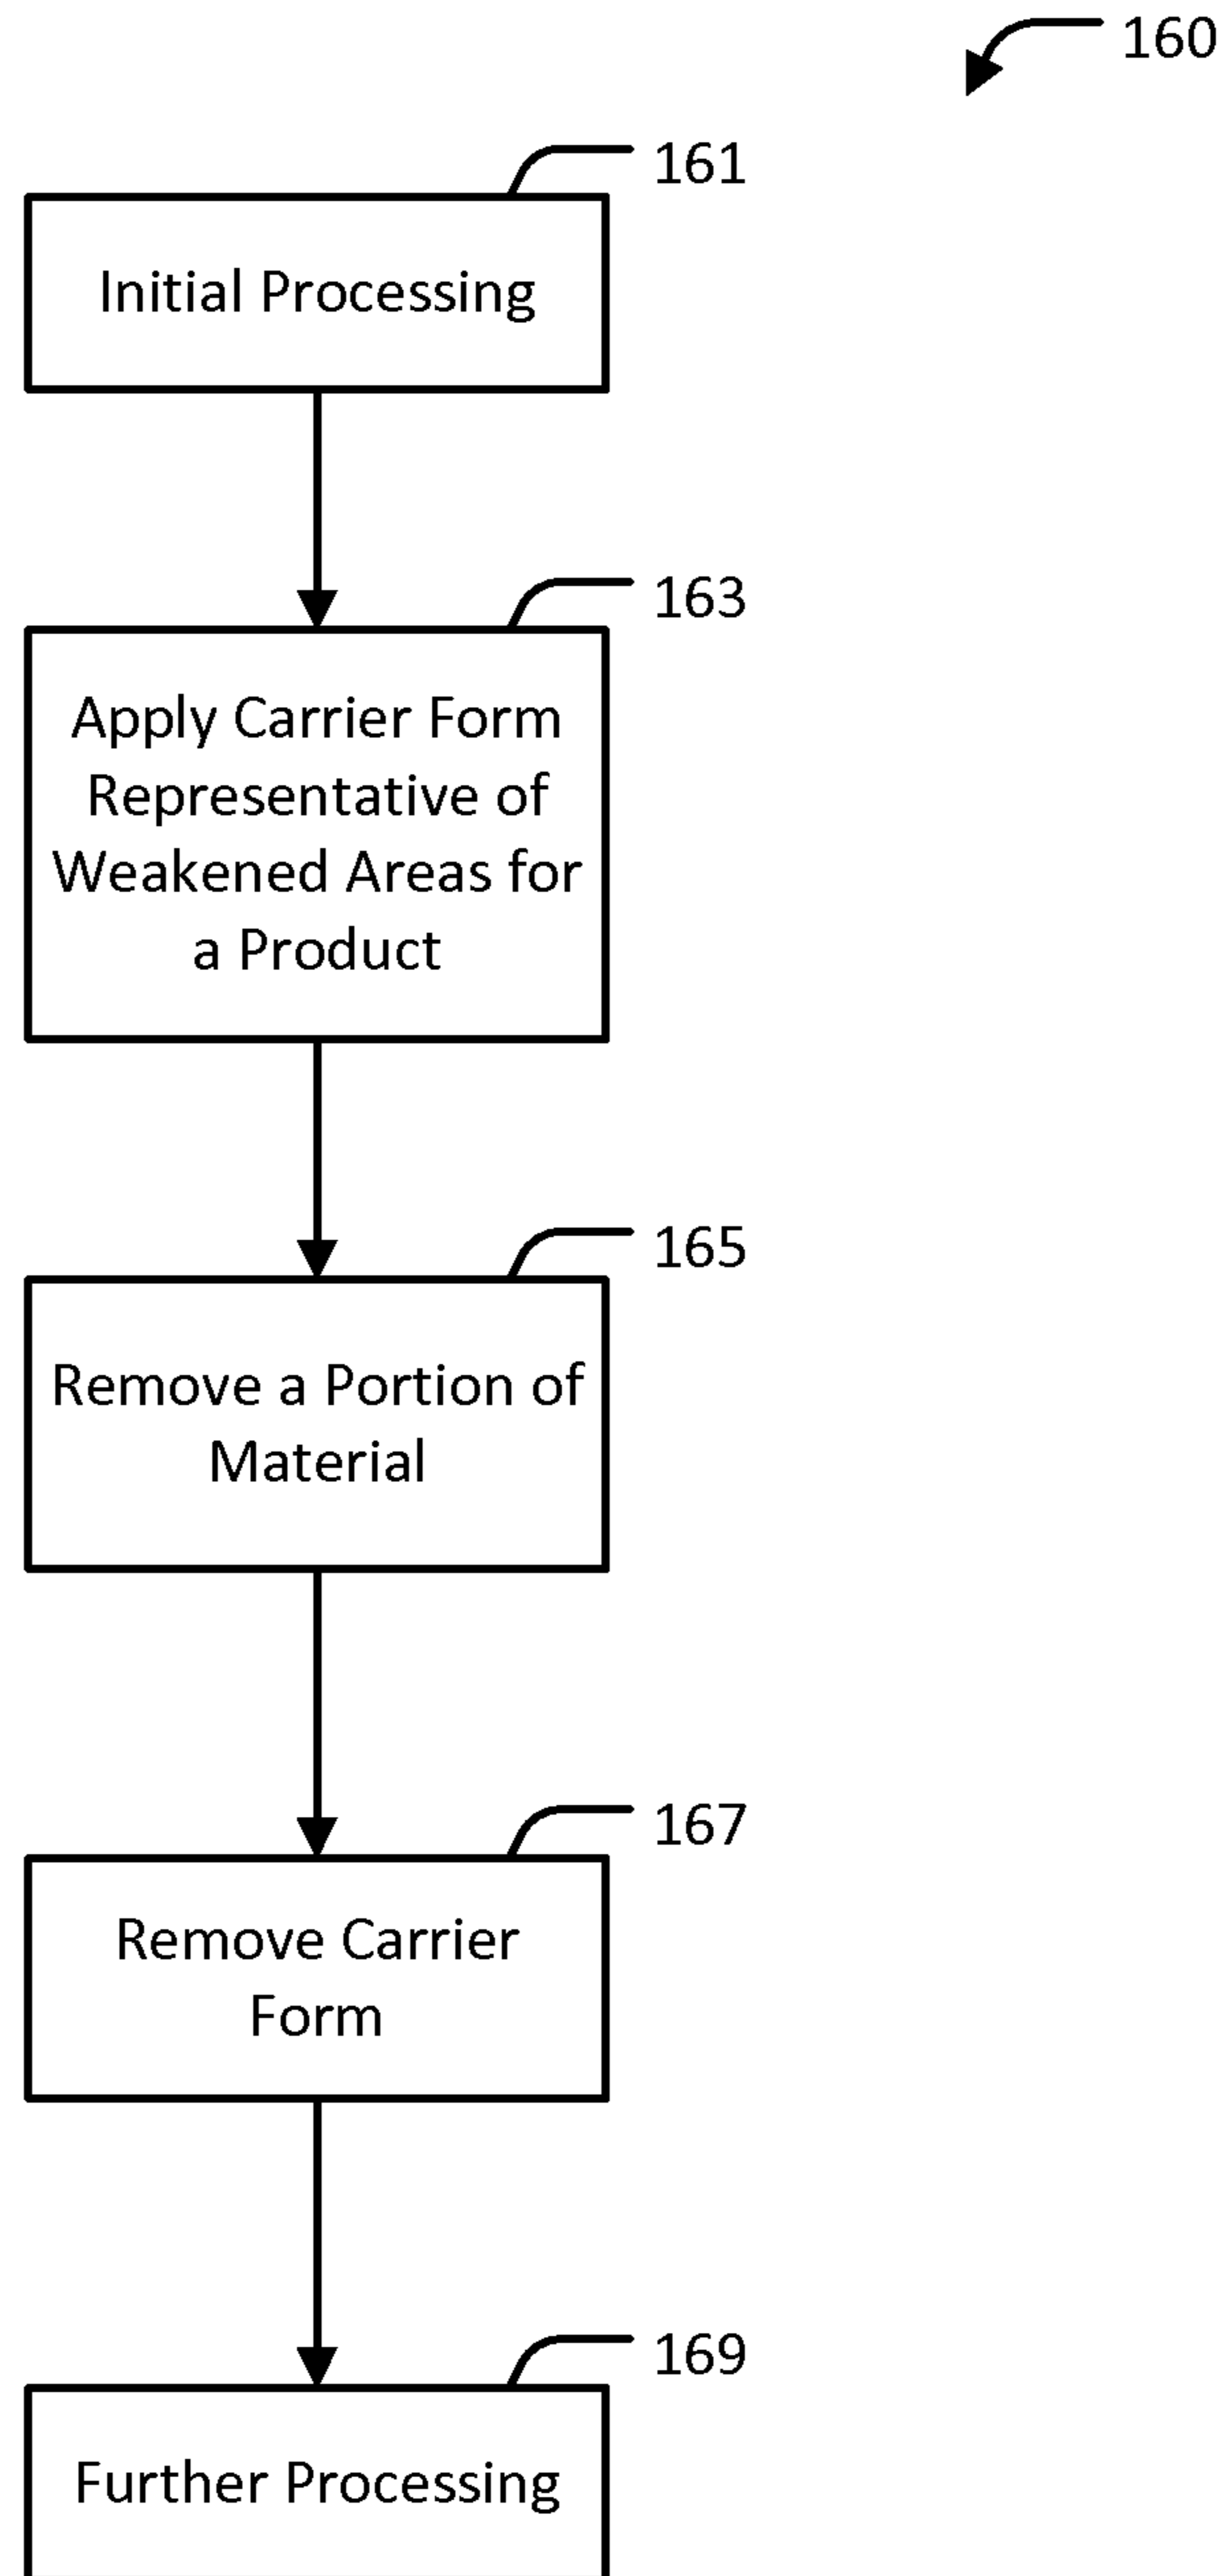 160
161
Initial Processing
163
Apply Carrier Form
Representative of
Weakened Areas for
a Product
165
Remove a Portion of
Material
167
Remove Carrier
Form
169
Further Processing